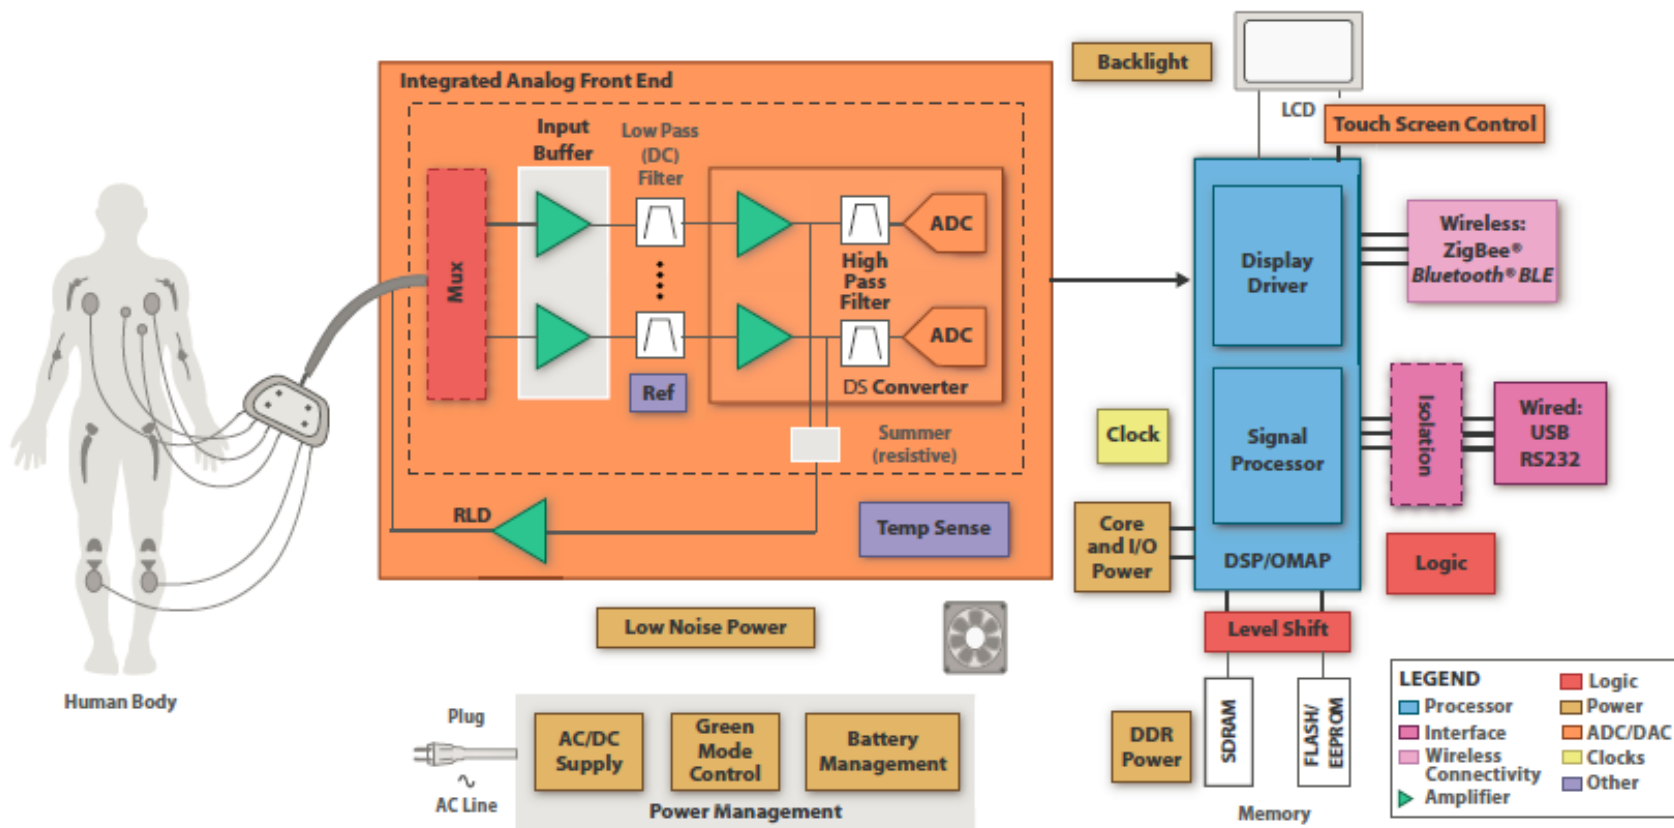 Integrated Analog Front End
Input
Buffer
Low Pass
(DC)
Filter
Mux
ADC
High
Pass
Filter
ADC
Ref
DS Converter
Summer
(resistive)
RLD
Temp Sense
Human Body
Low Noise Power
Plug
AC Line
AC/DC
Supply
Green
Mode
Control
Battery
Management
Power Management
Backlight
LCD
Touch Screen Control
Display
Driver
Wireless:
ZigBee®
Bluetooth® BLE
Signal
Processor
Isolation
Wired:
USB
RS232
Clock
Core
and I/O
Power
DSP/OMAP
Logic
Level Shift
DDR
Power
SDRAM
FLASH/
EEPROM
Memory
LEGEND
Processor
Interface
Wireless
Connectivity
Amplifier
Logic
Power
ADC/DAC
Clocks
Other